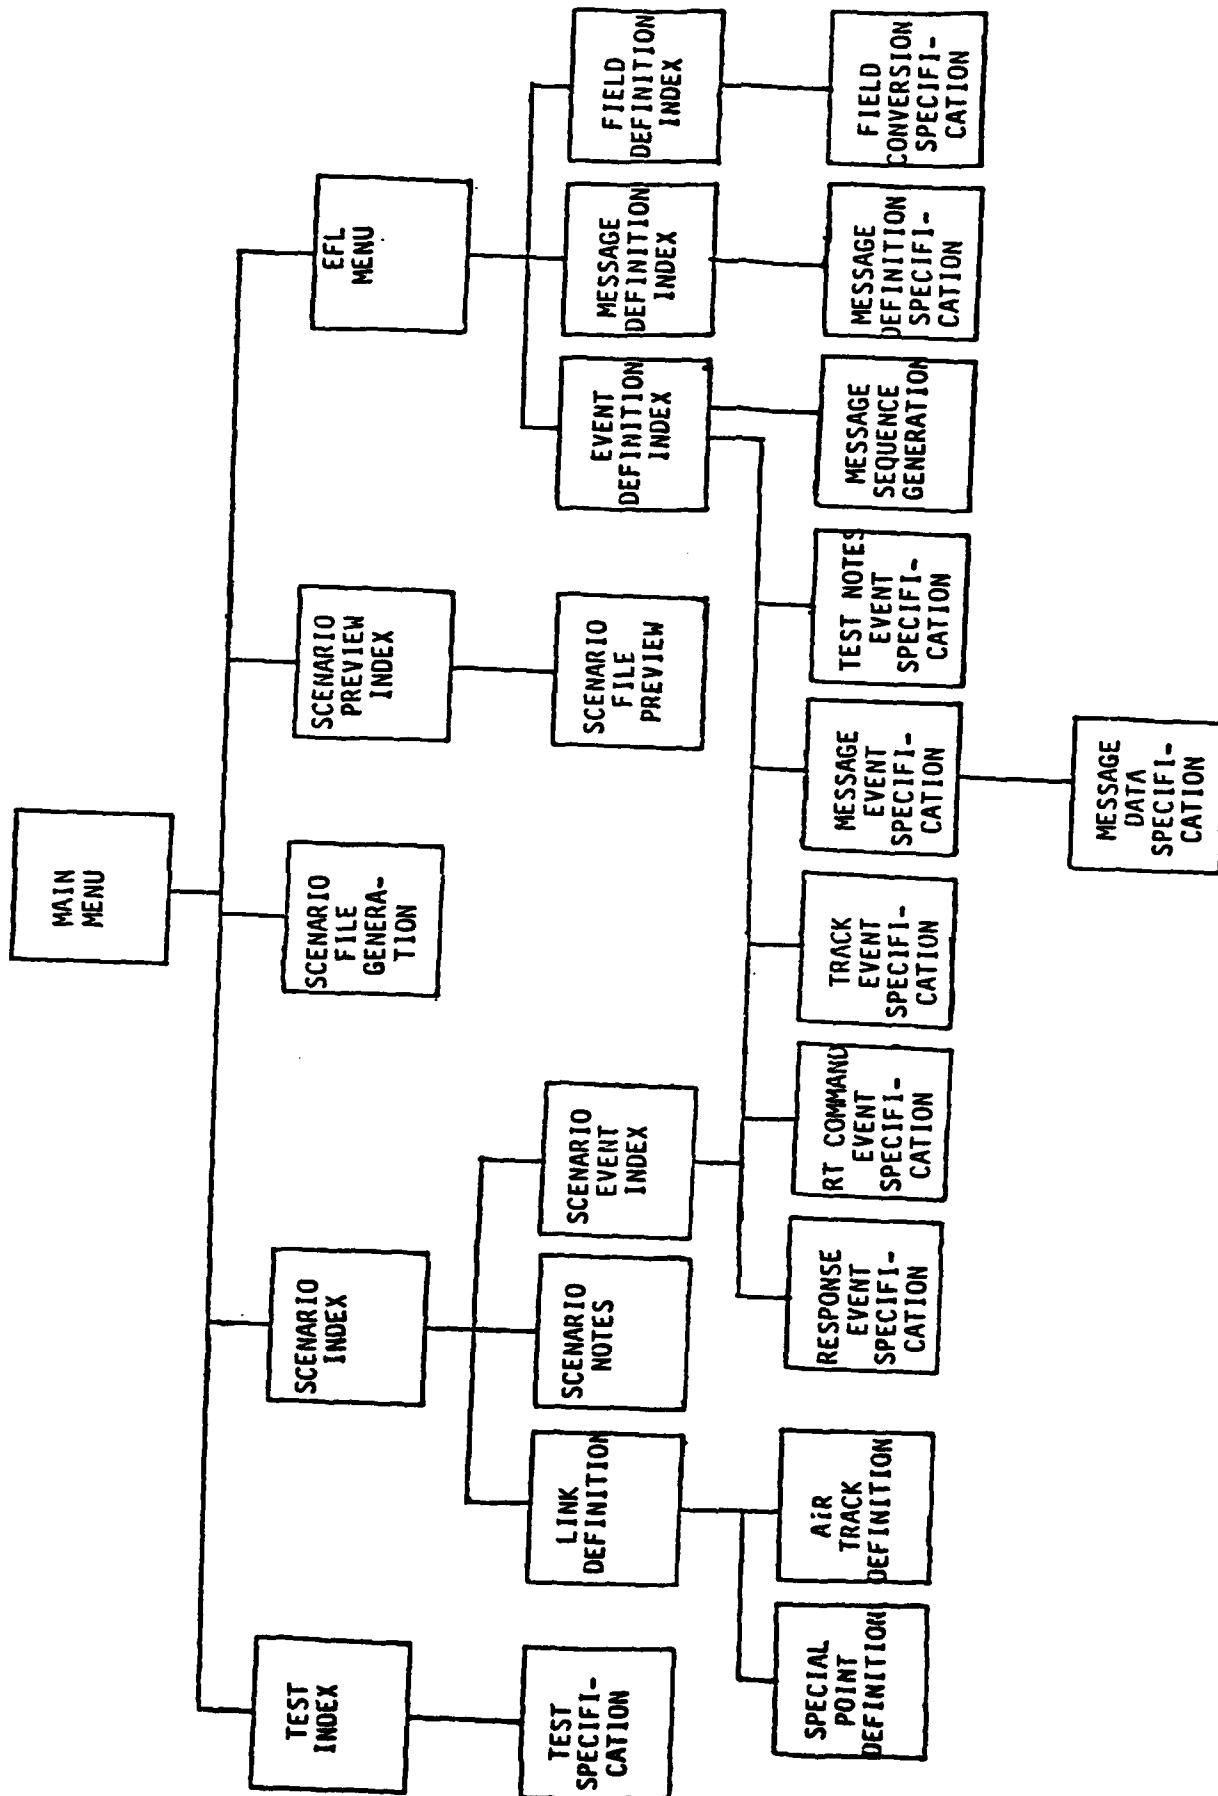 MAIN
MENU
TEST
INDEX
SCENARIO
INDEX
SCENARIO
FILE
GENERA-
TION
SCENARIO
PREVIEW
INDEX
EFL
MENU
TEST
SPECIFI-
CATION
LINK
DEFINITION
SCENARIO
NOTES
SCENARIO
EVENT
INDEX
SCENARIO
FILE
PREVIEW
EVENT
DEFINITION
INDEX
MESSAGE
DEFINITION
INDEX
FIELD
DEFINITION
INDEX
SPECIAL
POINT
DEFINITION
AiR
TRACK
DEFINITION
RESPONSE
EVENT
SPECIFI-
CATION
RT COMMAND
EVENT
SPECIFI-
CATION
TRACK
EVENT
SPECIFI-
CATION
MESSAGE
EVENT
SPECIFI-
CATION
TEST NOTES
EVENT
SPECIFI-
CATION
MESSAGE
SEQUENCE
GENERATION
MESSAGE
DEFINITION
SPECIFI-
CATION
FIELD
CONVERSION
SPECIFI-
CATION
MESSAGE
DATA
SPECIFI-
CATION